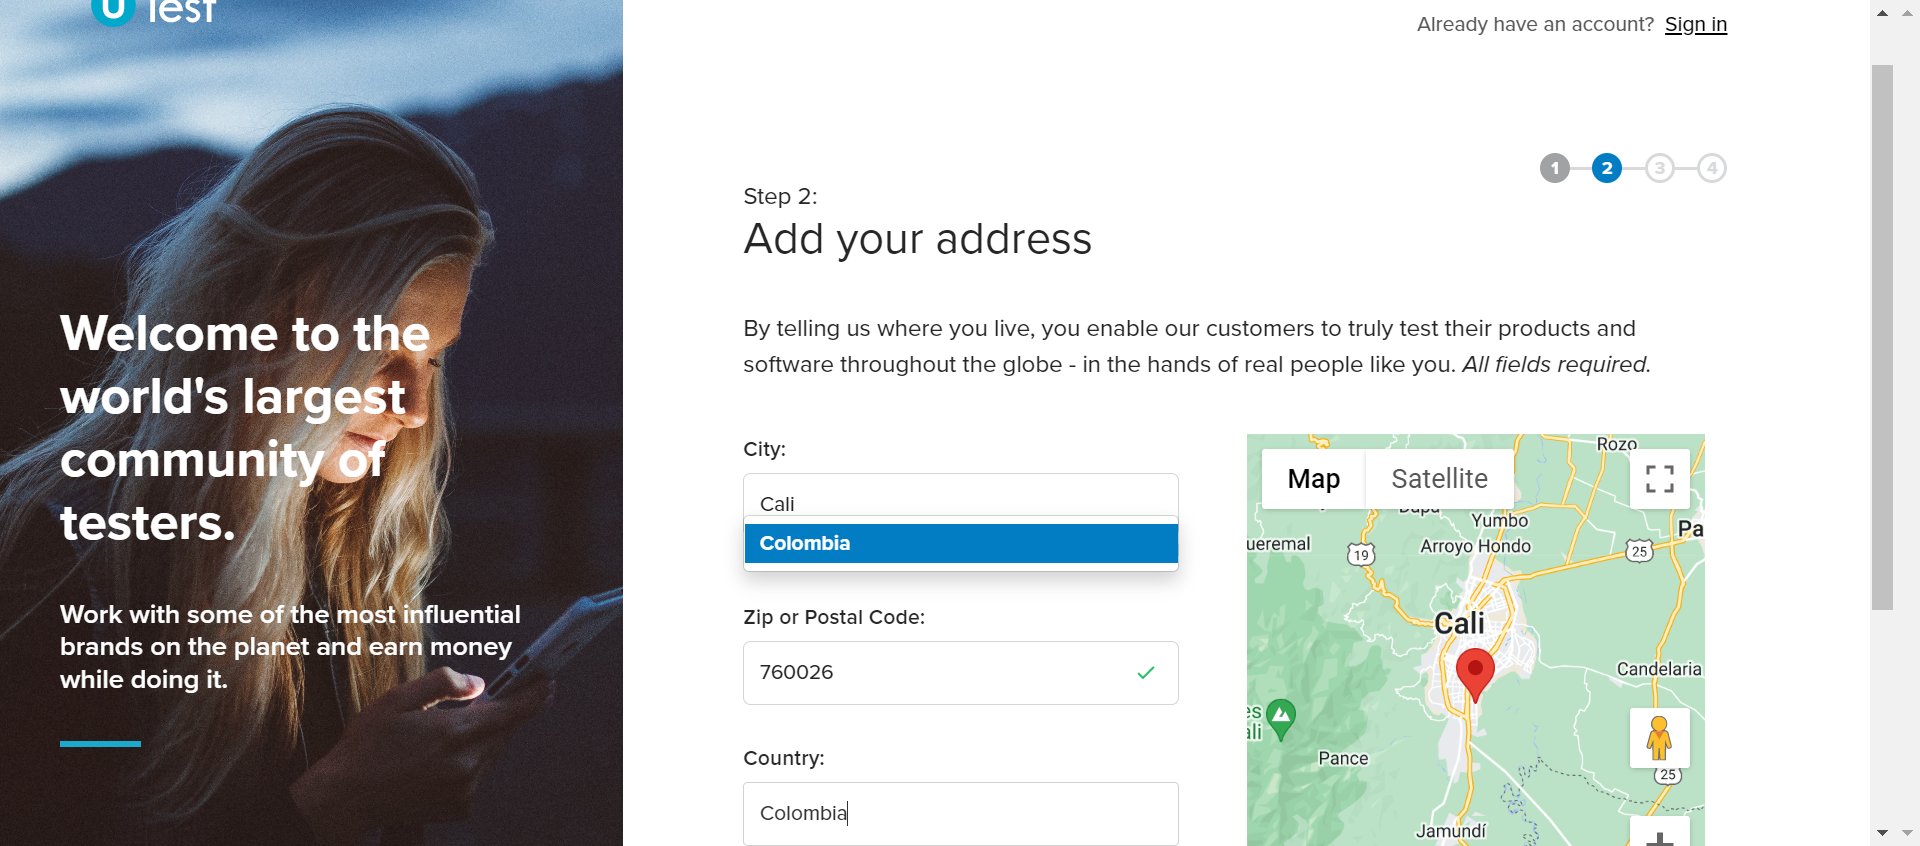 U Test
Already have an account? Sign in
1 2 3 4
Step 2:
Add your address
Welcome to the
world's largest
community of
testers.
Work with some of the most influential
brands on the planet and earn money
while doing it.
By telling us where you live, you enable our customers to truly test their products and
software throughout the globe - in the hands of real people like you. All fields required.
City:
Cali
Colombia
Zip or Postal Code:
760026
Country:
Colombia
Map Satellite
Rozo
Dapa
Yumbo
Pa
ueremal
19
Arroyo Hondo
25
Cali
Candelaria
es
ali
Pance
25
Jamundí